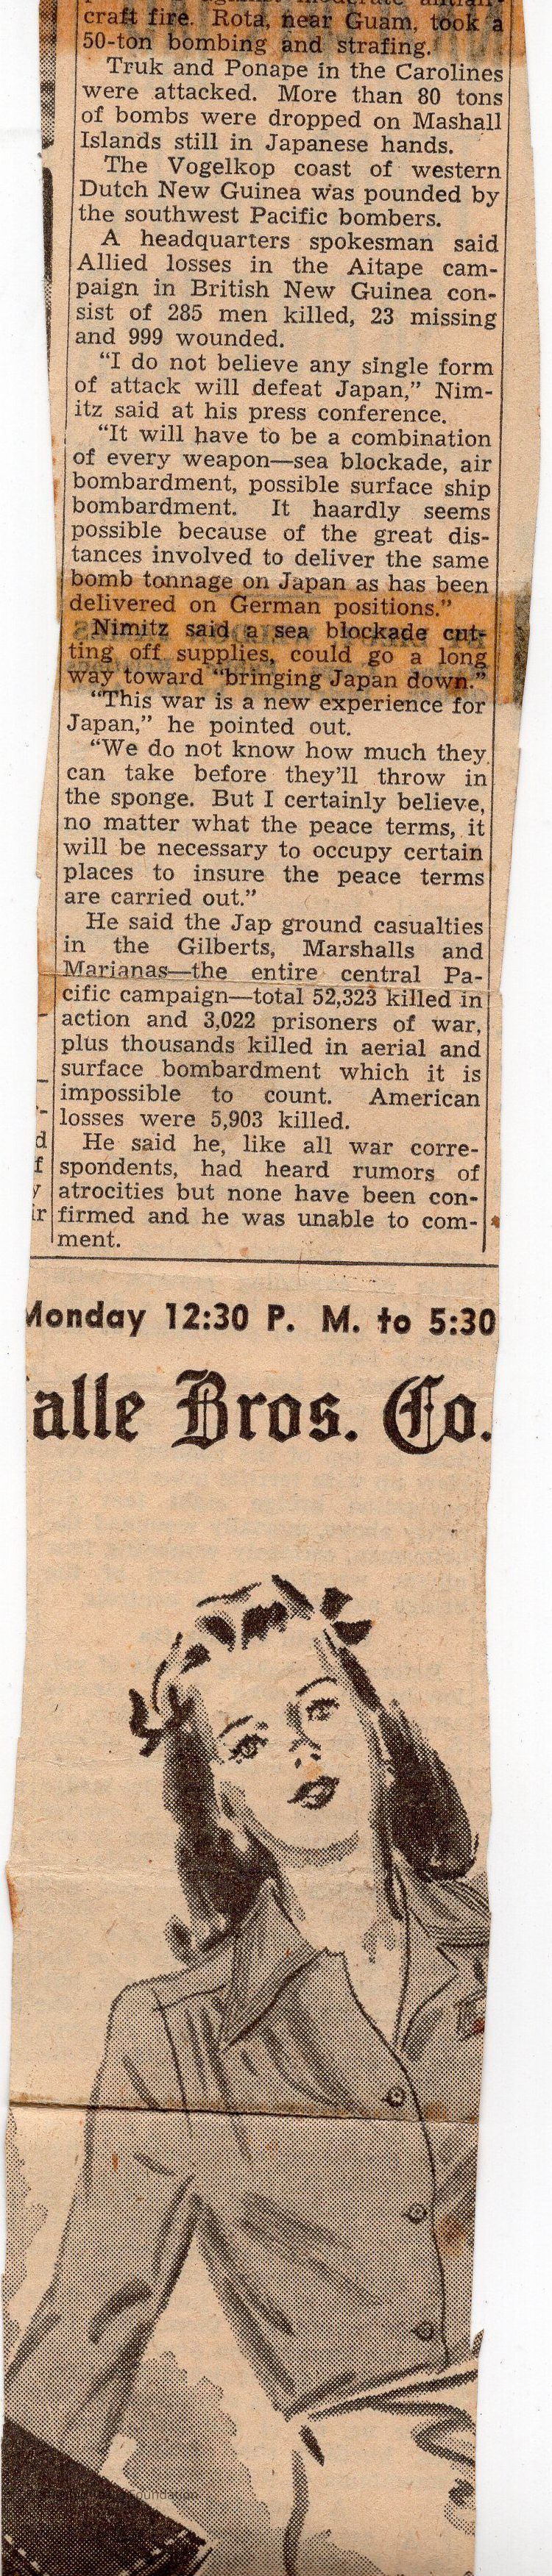 craft fire. Rota, near Guam, took a
50-ton bombing and strafing.
Truk and Ponape in the Carolines
were attacked. More than 80 tons
of bombs were dropped on Mashall
Islands still in Japanese hands.
The Vogelkop coast of western
Dutch New Guinea was pounded by
the southwest Pacific bombers.
A headquarters spokesman said
Allied losses in the Aitape cam-
paign in British New Guinea con-
sist of 285 men killed, 23 missing
and 999 wounded.
"I do not believe any single form
of attack will defeat Japan," Nim-
itz said at his press conference.
"It will have to be a combination
of every weapon—sea blockade, air
bombardment, possible surface ship
bombardment. It haardly seems
possible because of the great dis-
tances involved to deliver the same
bomb tonnage on Japan as has been
delivered on German positions."
Nimitz said a sea blockade cut-
ting off supplies, could go a long
way toward "bringing Japan down."
"This war is a new experience for
Japan," he pointed out.
"We do not know how much they
can take before they'll throw in
the sponge. But I certainly believe,
no matter what the peace terms, it
will be necessary to occupy certain
places to insure the peace terms
are carried out."
He said the Jap ground casualties
in the Gilberts, Marshalls and
Marianas—the entire central Pa-
cific campaign—total 52,323 killed in
action and 3,022 prisoners of war,
plus thousands killed in aerial and
surface bombardment which it is
impossible to count. American
losses were 5,903 killed.
He said he, like all war corre-
spondents, had heard rumors of
atrocities but none have been con-
firmed and he was unable to com-
ment.
Monday 12:30 P. M. to 5:30
alle Bros. Co.